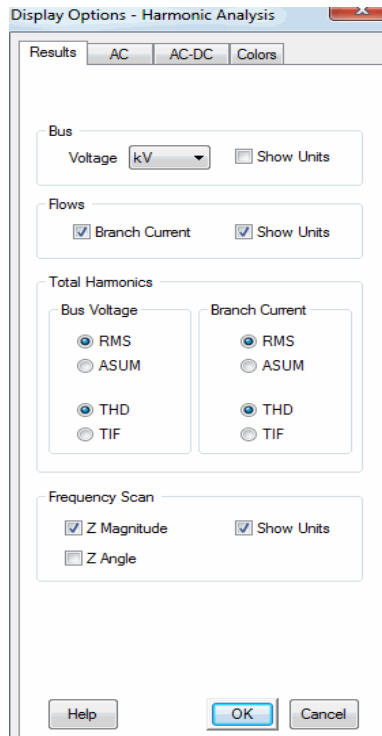 Display Options - Harmonic Analysis
Results AC AC-DC Colors
Bus
Voltage kV Show Units
Flows
Branch Current Show Units
Total Harmonics
Bus Voltage Branch Current
RMS RMS
ASUM ASUM
THD THD
TIF TIF
Frequency Scan
Z Magnitude Show Units
Z Angle
Help OK Cancel